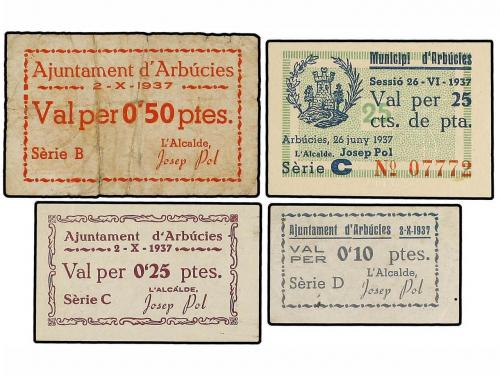 Ajuntament d'Arbúcies
2-X-1937
Val per 0'50 ptes.
Sèrie B
L'Alcalde,
Josep Pol
Municipi d'Arbúcies
Sessió 26-VI-1937
25
Val per 25
cts. de pta.
Arbúcies, 26 juny 1937
L'Alcalde. Josep Pol
Sèrie C Nº 07772
Ajuntament d'Arbúcies
2-X-1937
Val per 0'25 ptes.
Sèrie C
L'ALCALDE,
Josep Pol
Ajuntament d'Arbúcies 2-X-1937
VAL
PER 0'10 ptes.
Sèrie D
L'Alcalde,
Josep Pol